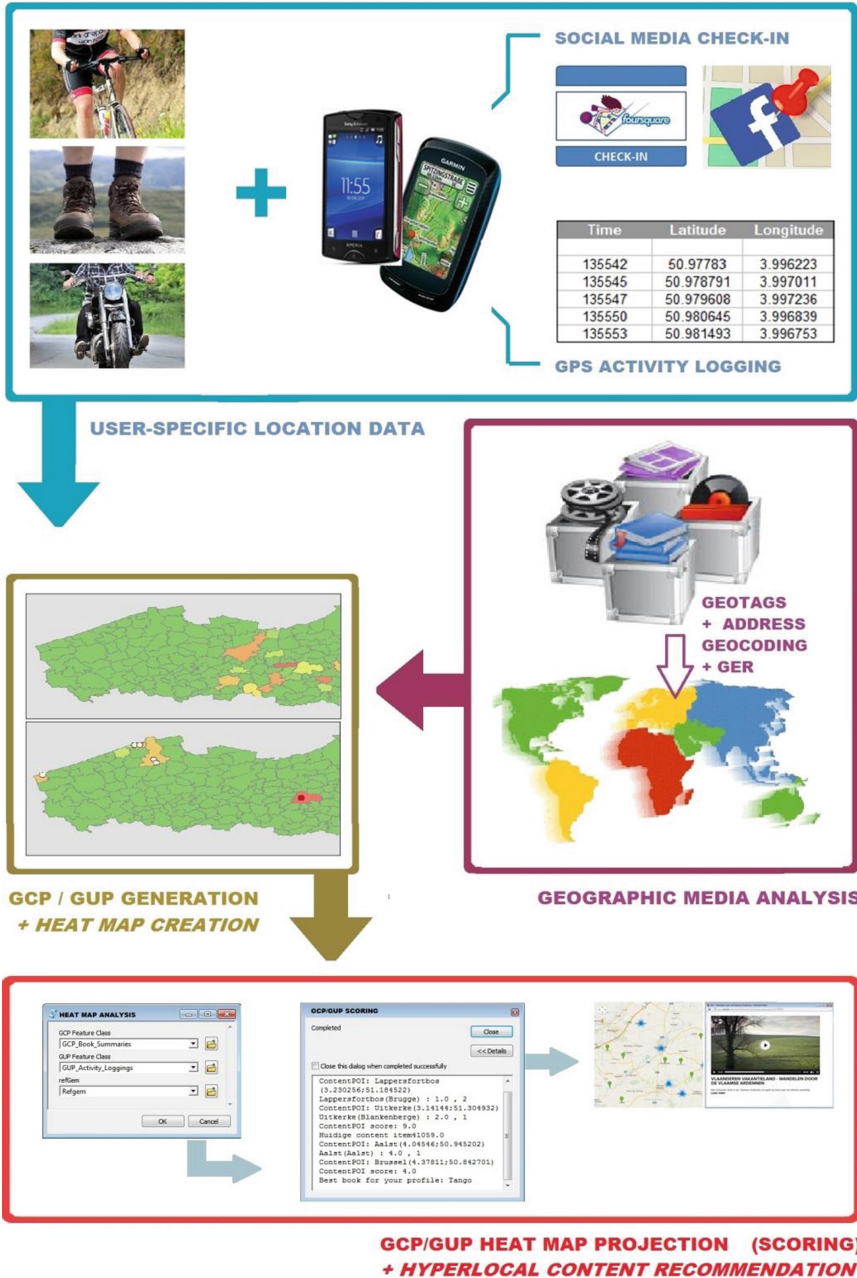 SOCIAL MEDIA CHECK-IN
foursquare
CHECK-IN
f
Sony Ericsson
11:55
XPERIA
GARMIN
SPITZINGSTRAßE
Time Latitude Longitude
135542 50.97783 3.996223
135545 50.978791 3.997011
135547 50.979608 3.997236
135550 50.980645 3.996839
135553 50.981493 3.996753
GPS ACTIVITY LOGGING
USER-SPECIFIC LOCATION DATA
GEOTAGS
+ ADDRESS
GEOCODING
+ GER
GEOGRAPHIC MEDIA ANALYSIS
GCP / GUP GENERATION
+ HEAT MAP CREATION
HEAT MAP ANALYSIS
GCP Feature Class
GCP_Book_Summaries
GUP Feature Class
GUP_Activity_Loggings
refGem
Refgem
OK Cancel
GCP/GUP SCORING
Completed
Close
<< Details
Close this dialog when completed successfully
ContentPOI: Lappersfortbos
(3.230256;51.184522)
Lappersfortbos(Brugge) : 1.0 , 2
ContentPOI: Uitkerke(3.14144;51.304932)
Uitkerke(Blankenberge) : 2.0 , 1
ContentPOI score: 9.0
Huidige content item41059.0
ContentPOI: Aalst(4.04546;50.945202)
Aalst(Aalst) : 4.0 , 1
ContentPOI: Brussel(4.37811;50.842701)
ContentPOI score: 4.0
Best book for your profile: Tango
VLAANDEREN VAKANTIELAND - WANDELEN DOOR
DE VLAAMSE ARDENNEN
GCP/GUP HEAT MAP PROJECTION (SCORING)
+ HYPERLOCAL CONTENT RECOMMENDATION